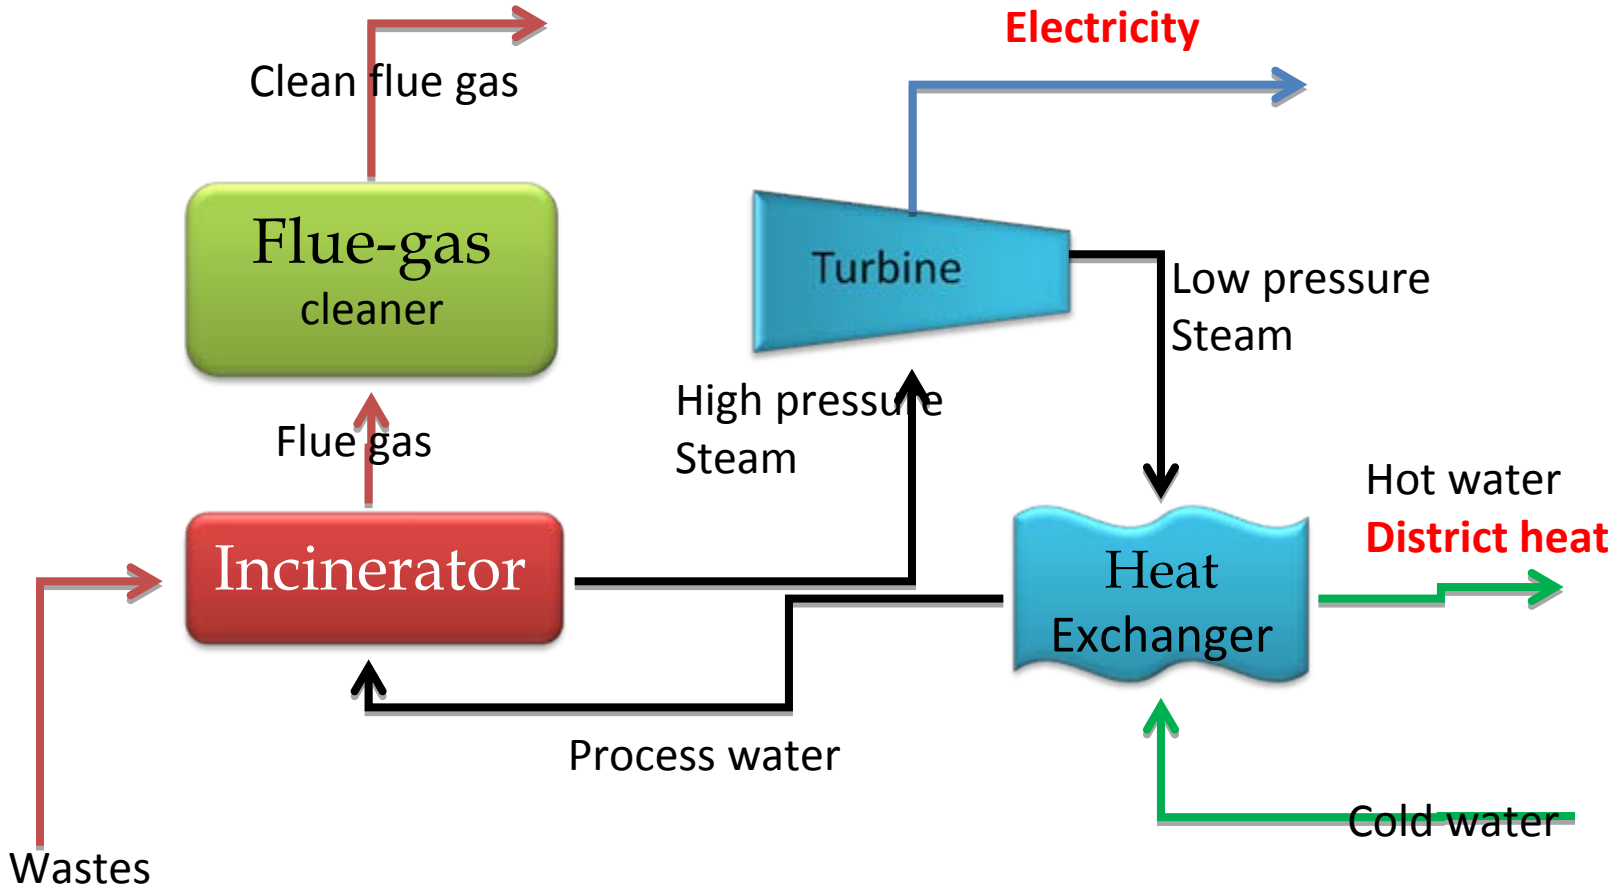 Electricity
Clean flue gas
Flue-gas
cleaner
Turbine
Low pressure
Steam
High pressure
Steam
Flue gas
Hot water
District heat
Incinerator
Heat
Exchanger
Process water
Cold water
Wastes